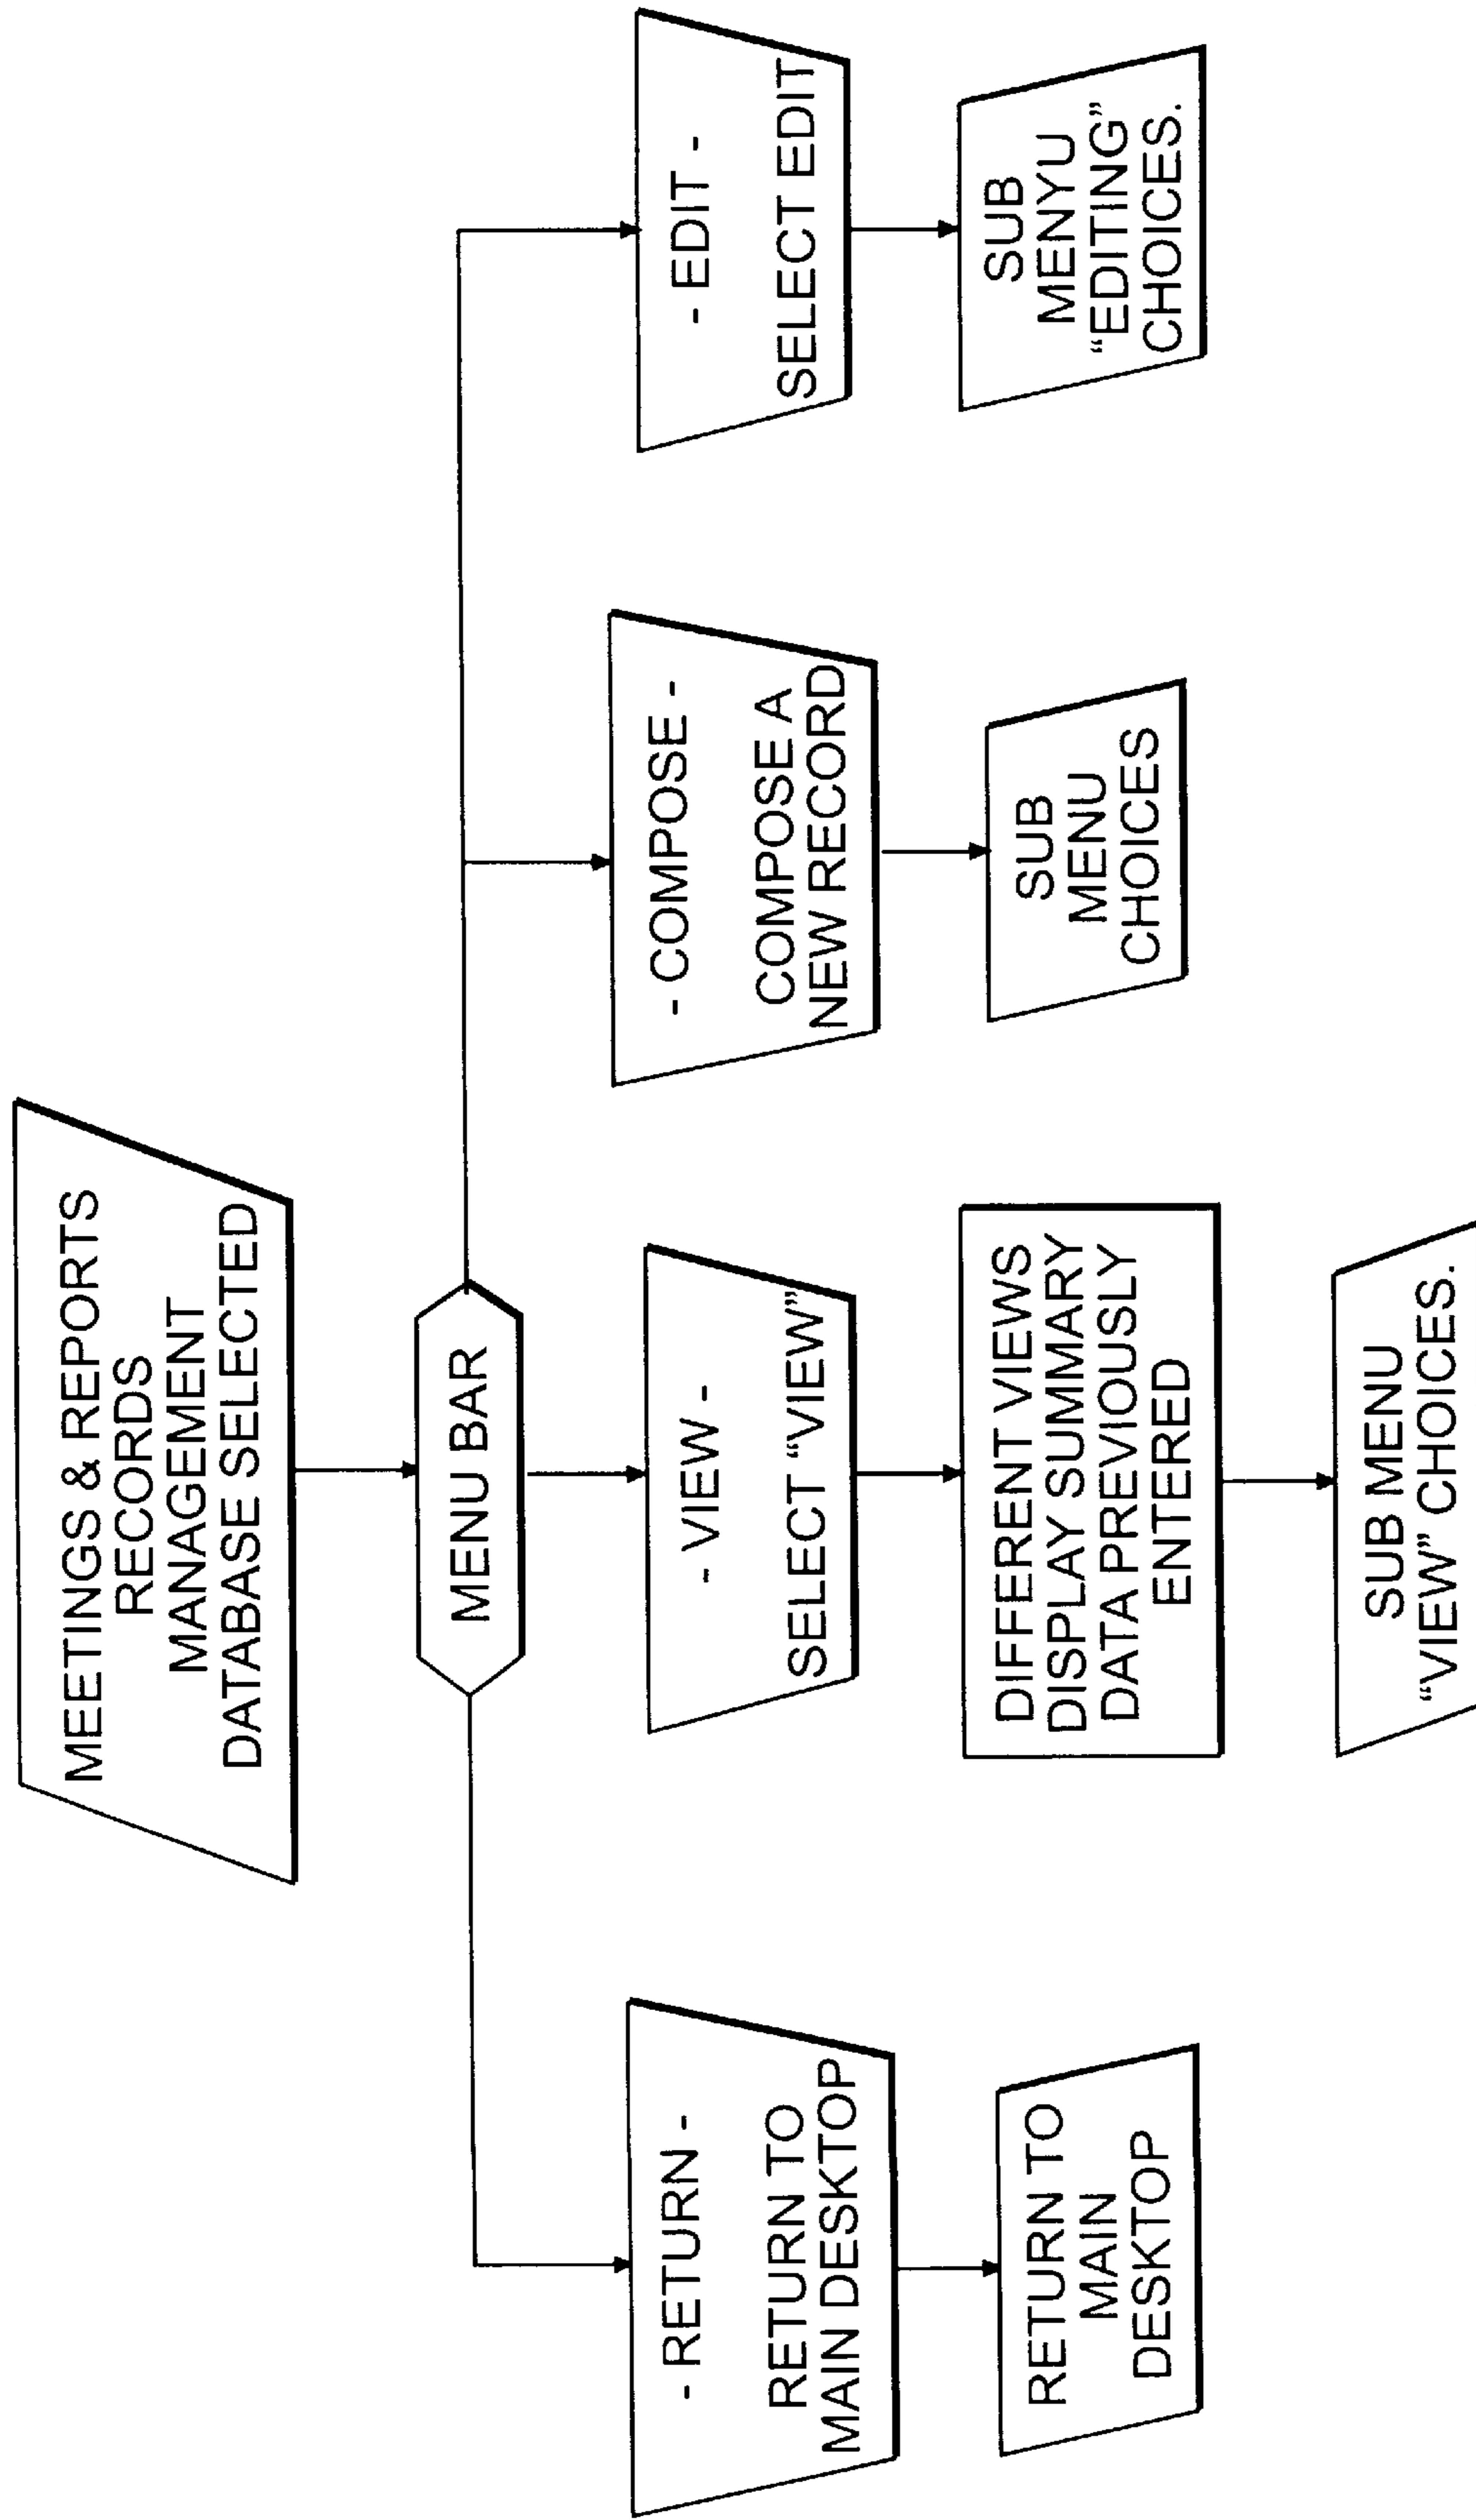 MEETINGS & REPORTS
RECORDS
MANAGEMENT
DATABASE SELECTED
MENU BAR
- RETURN -
RETURN TO
MAIN DESKTOP
RETURN TO
MAIN
DESKTOP
- VIEW -
SELECT “VIEW”
DIFFERENT VIEWS
DISPLAY SUMMARY
DATA PREVIOUSLY
ENTERED
SUB MENU
“VIEW” CHOICES.
- COMPOSE -
COMPOSE A
NEW RECORD
SUB
MENU
CHOICES
- EDIT -
SELECT EDIT
SUB
MENYU
“EDITING”
CHOICES.